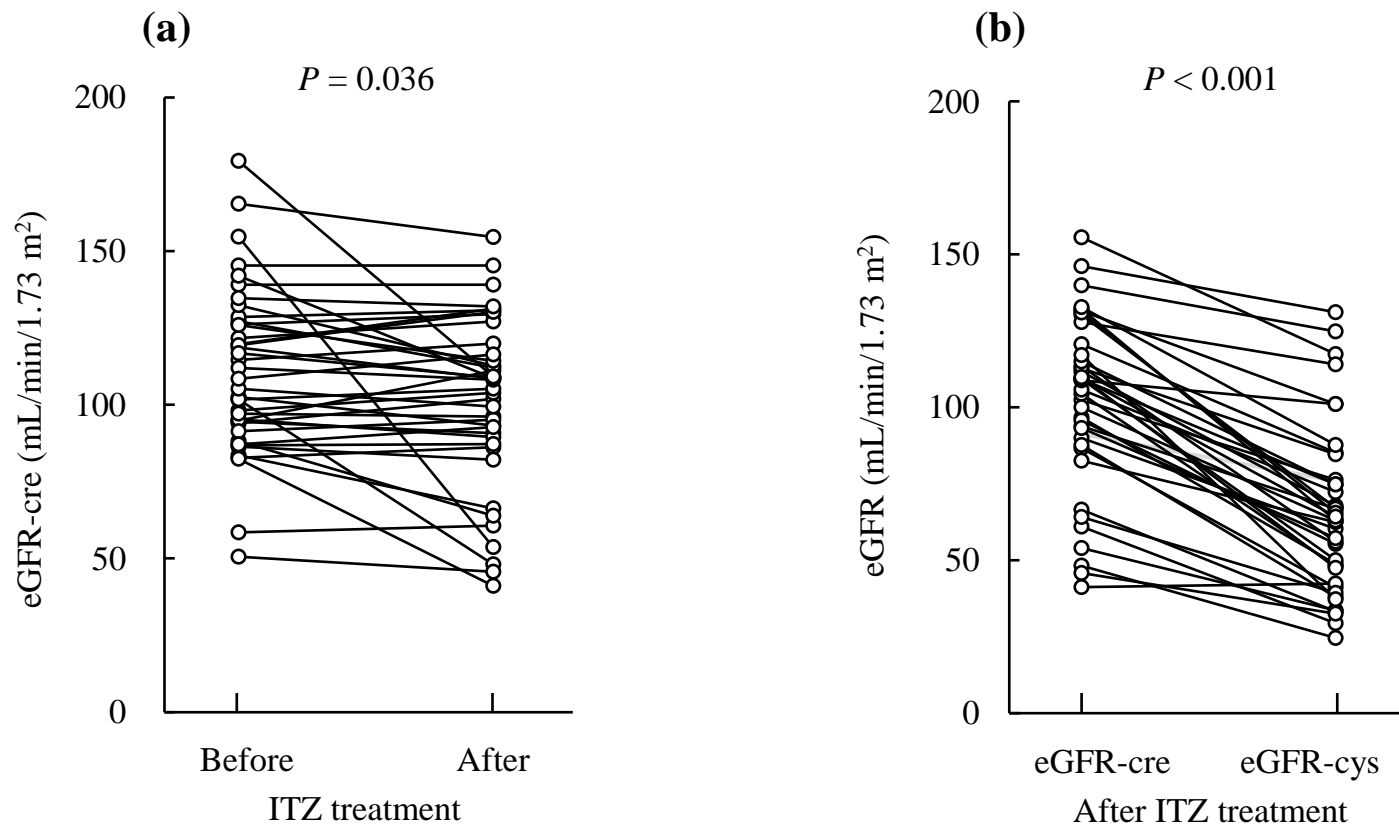 (a)
P = 0.036
200
150
100
50
0
eGFR-cre (mL/min/1.73 m²)
Before
After
ITZ treatment
(b)
P < 0.001
200
150
100
50
0
eGFR (mL/min/1.73 m²)
eGFR-cre
eGFR-cys
After ITZ treatment